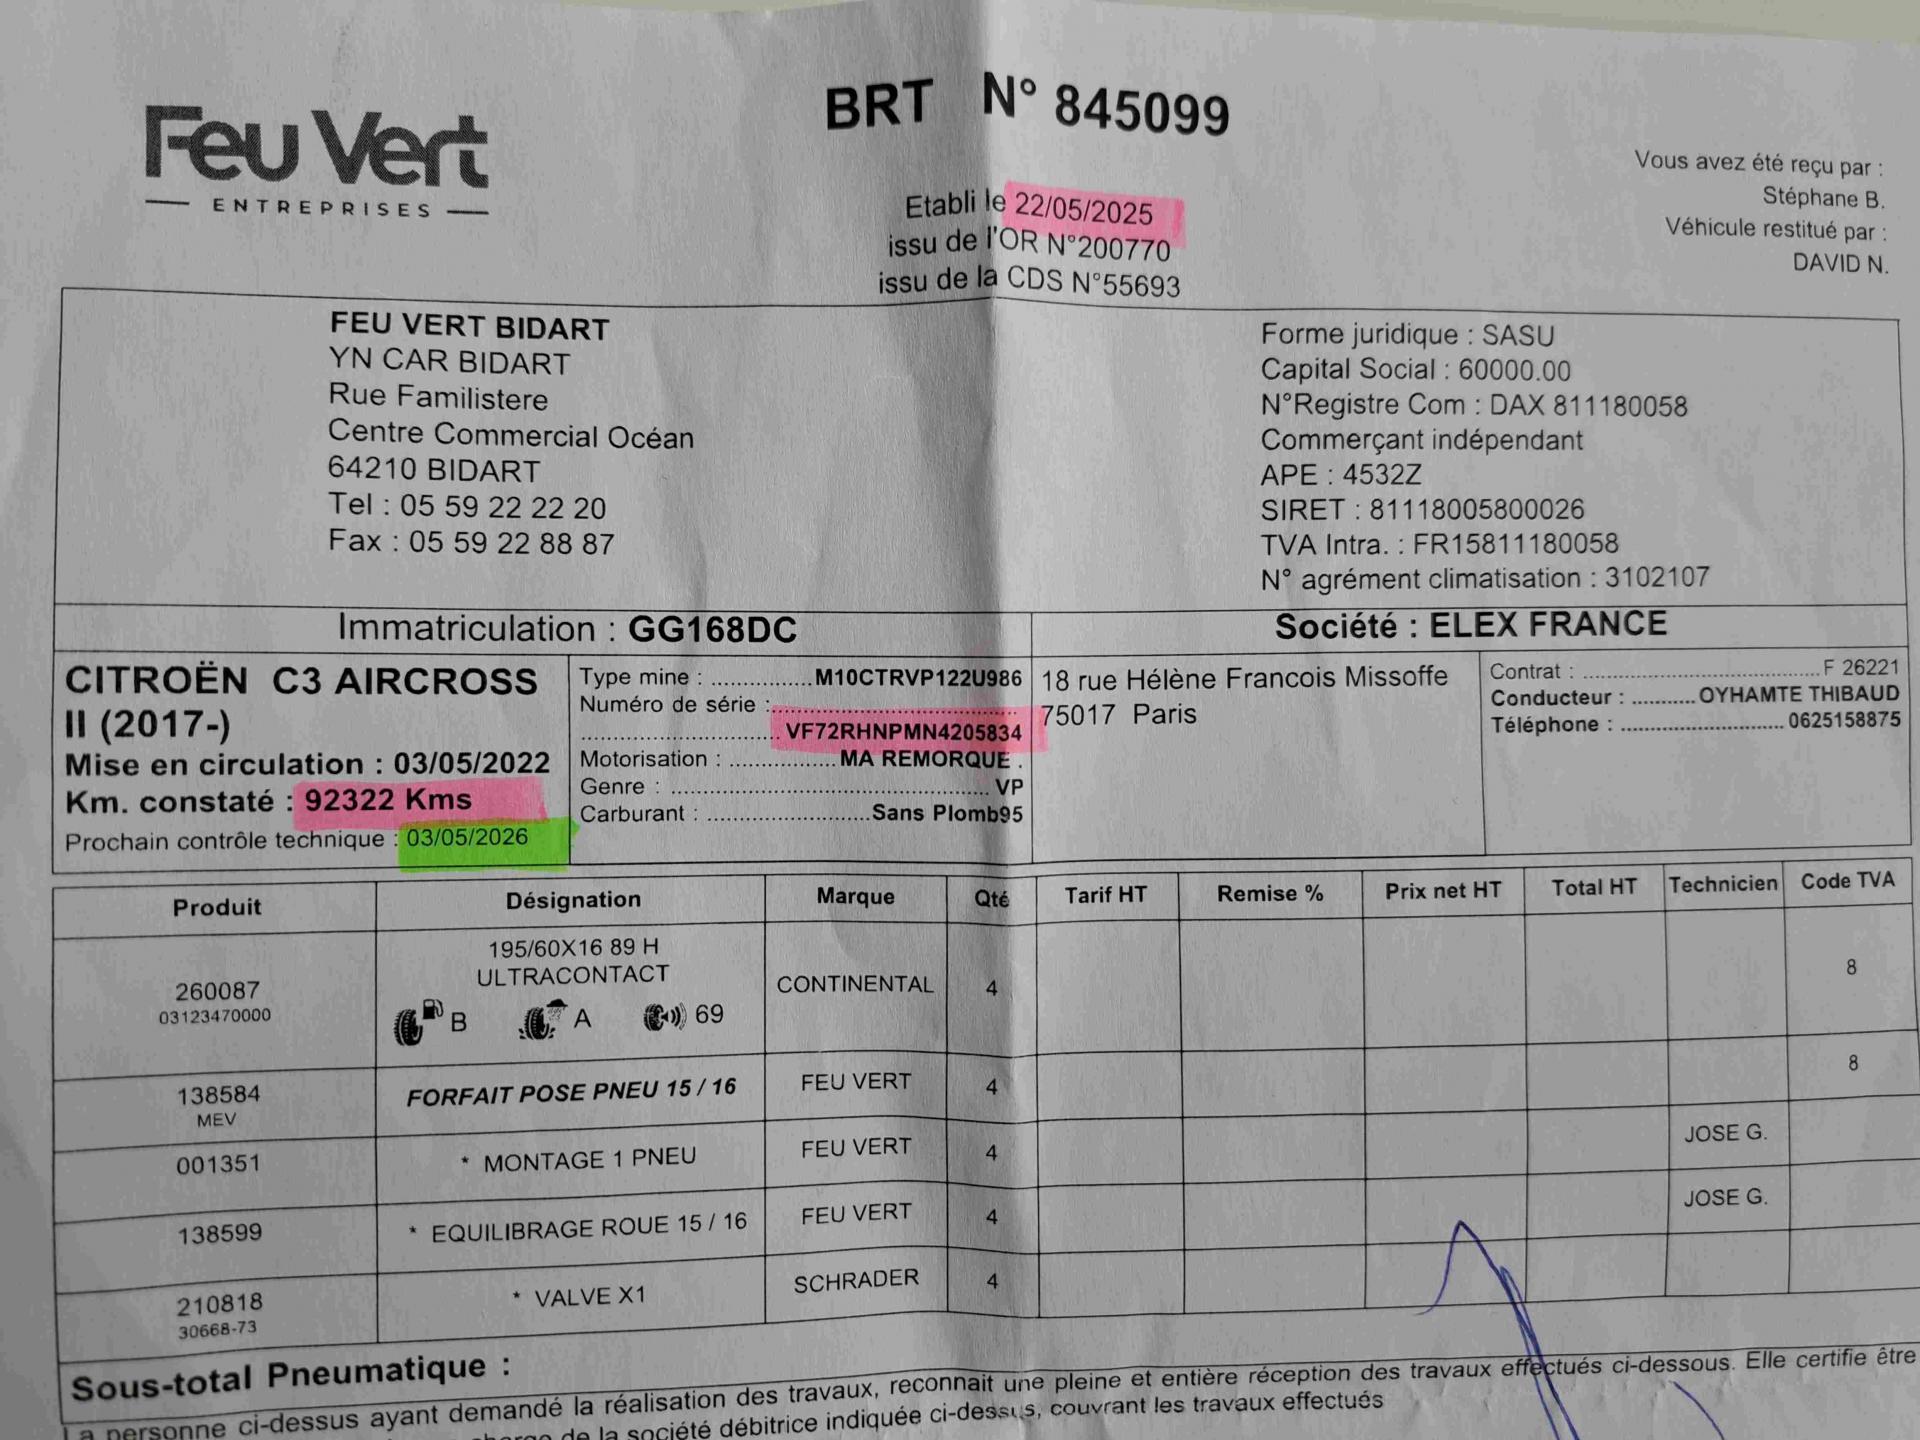 Feu Vert
ENTREPRISES
BRT N° 845099
Etabli le 22/05/2025
issu de l'OR N°200770
issu de la CDS N°55693
Vous avez été reçu par :
Stéphane B.
Véhicule restitué par :
DAVID N.
FEU VERT BIDART
YN CAR BIDART
Rue Familistere
Centre Commercial Océan
64210 BIDART
Tel : 05 59 22 22 20
Fax : 05 59 22 88 87
Forme juridique : SASU
Capital Social : 60000.00
N°Registre Com : DAX 811180058
Commerçant indépendant
APE : 4532Z
SIRET : 81118005800026
TVA Intra. : FR15811180058
N° agrément climatisation : 3102107
Immatriculation : GG168DC
Société : ELEX FRANCE
CITROËN C3 AIRCROSS
II (2017-)
Mise en circulation : 03/05/2022
Km. constaté : 92322 Kms
Prochain contrôle technique : 03/05/2026
Type mine : M10CTRVP122U986
Numéro de série :
VF72RHNPMN4205834
Motorisation : MA REMORQUE .
Genre : VP
Carburant : Sans Plomb95
18 rue Hélène Francois Missoffe
75017 Paris
Contrat : F 26221
Conducteur : OYHAMTE THIBAUD
Téléphone : 0625158875
Produit Désignation Marque Qté Tarif HT Remise % Prix net HT Total HT Technicien Code TVA
195/60X16 89 H
ULTRACONTACT
260087 CONTINENTAL 4 8
03123470000
B A 69
138584 FORFAIT POSE PNEU 15 / 16 FEU VERT 4 8
MEV
001351 * MONTAGE 1 PNEU FEU VERT 4 JOSE G.
138599 * EQUILIBRAGE ROUE 15 / 16 FEU VERT 4 JOSE G.
210818 * VALVE X1 SCHRADER 4
30668-73
Sous-total Pneumatique :
La personne ci-dessus ayant demandé la réalisation des travaux, reconnait une pleine et entière réception des travaux effectués ci-dessous. Elle certifie être
de la société débitrice indiquée ci-dessus, couvrant les travaux effectués